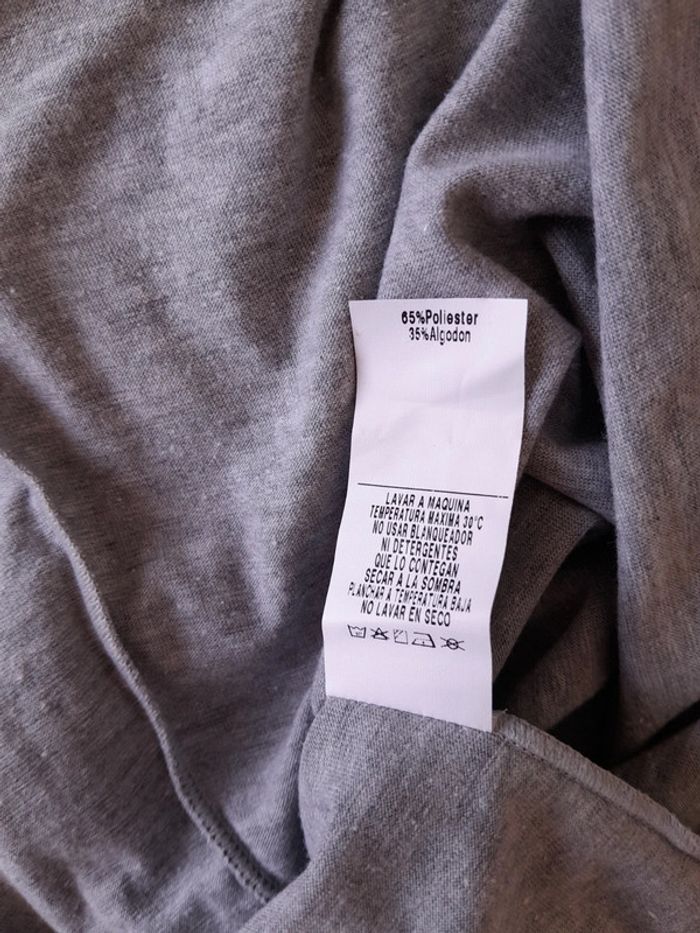 65%Poliester
35%Algodon
LAVAR A MAQUINA
TEMPERATURA MAXIMA 30°C
NO USAR BLANQUEADOR
NI DETERGENTES
QUE LO CONTEGAN
SECAR A LA SOMBRA
PLANCHAR A TEMPERATURA BAJA
NO LAVAR EN SECO